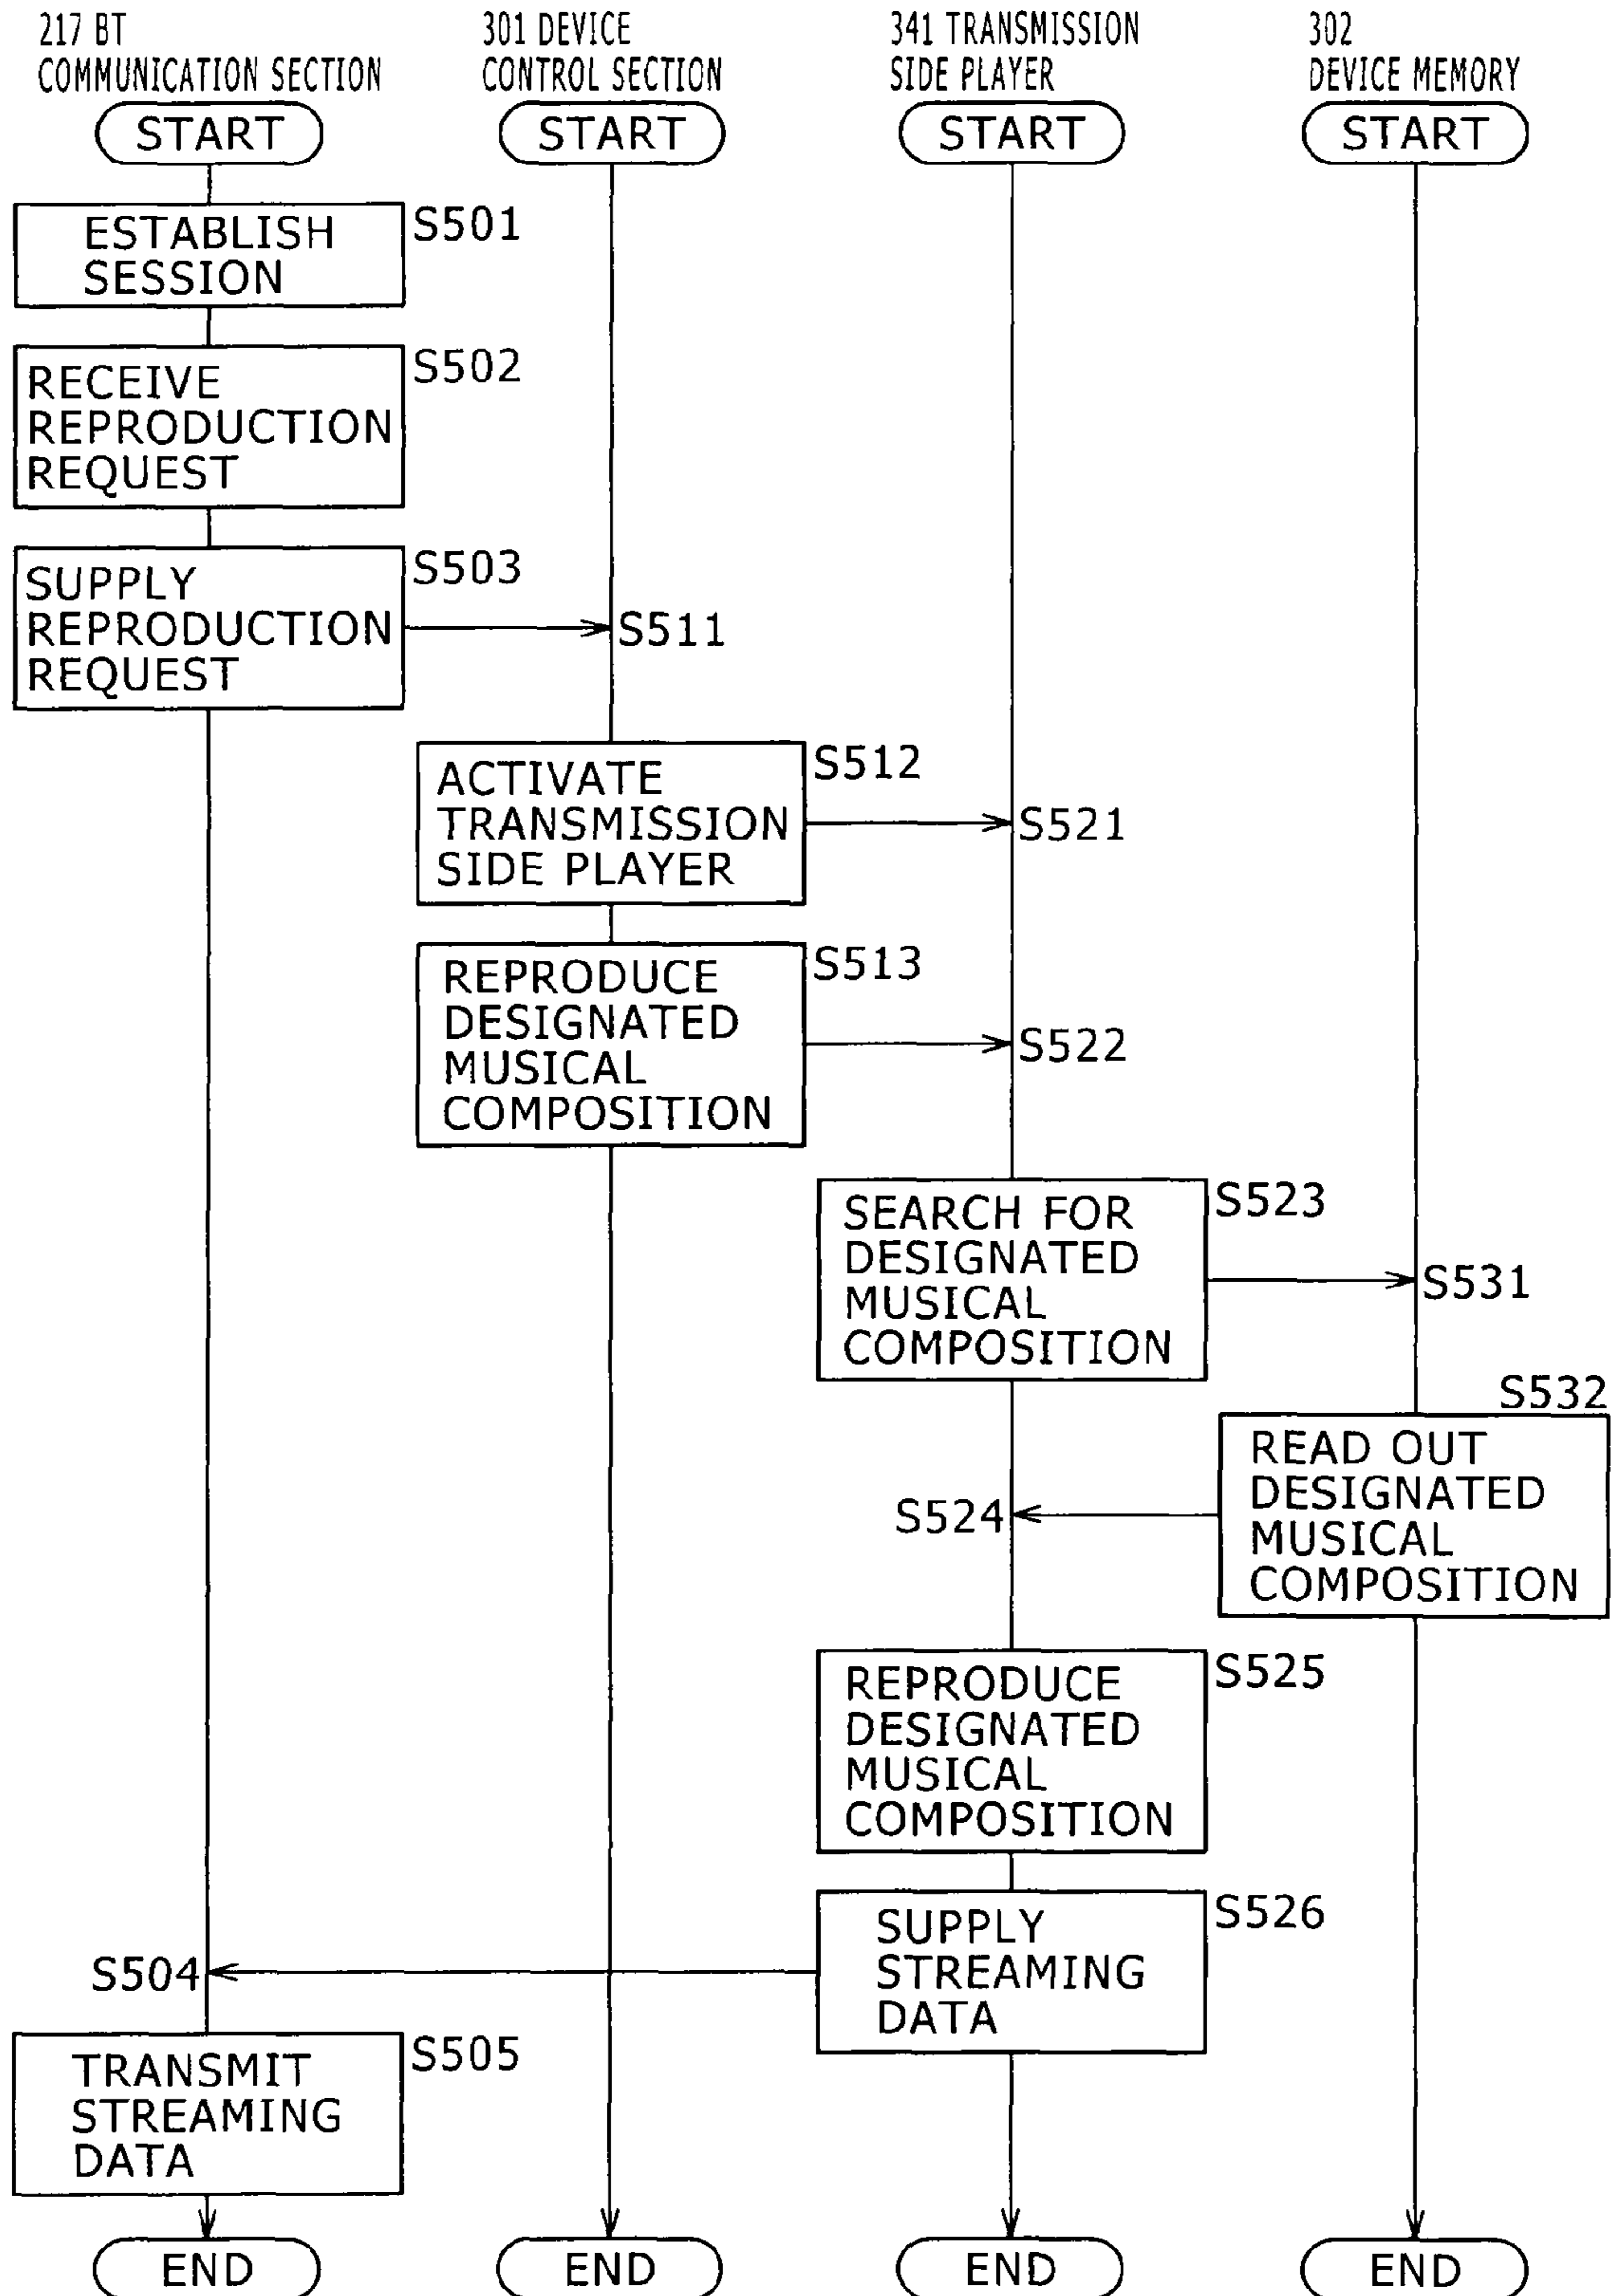 217 BT
COMMUNICATION SECTION
301 DEVICE
CONTROL SECTION
341 TRANSMISSION
SIDE PLAYER
302
DEVICE MEMORY
START
START
START
START
ESTABLISH
SESSION
S501
RECEIVE
REPRODUCTION
REQUEST
S502
SUPPLY
REPRODUCTION
REQUEST
S503
S511
ACTIVATE
TRANSMISSION
SIDE PLAYER
S512
S521
REPRODUCE
DESIGNATED
MUSICAL
COMPOSITION
S513
S522
SEARCH FOR
DESIGNATED
MUSICAL
COMPOSITION
S523
S531
S532
READ OUT
DESIGNATED
MUSICAL
COMPOSITION
S524
REPRODUCE
DESIGNATED
MUSICAL
COMPOSITION
S525
SUPPLY
STREAMING
DATA
S526
S504
TRANSMIT
STREAMING
DATA
S505
END
END
END
END